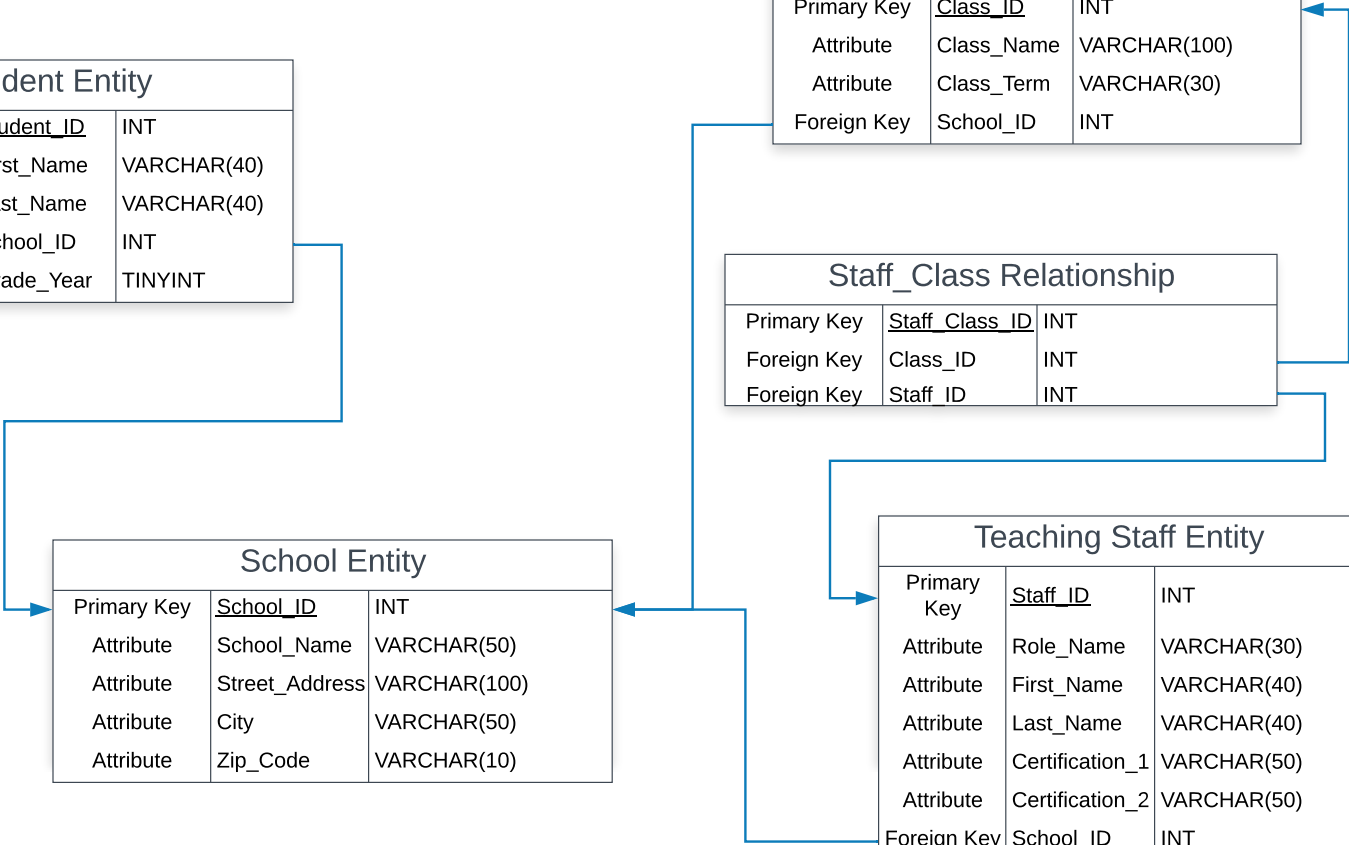 Primary Key Class_ID INT
Attribute Class_Name VARCHAR(100)
Attribute Class_Term VARCHAR(30)
Foreign Key School_ID INT
dent Entity
udent_ID INT
rst_Name VARCHAR(40)
st_Name VARCHAR(40)
hool_ID INT
ade_Year TINYINT
Staff_Class Relationship
Primary Key Staff_Class_ID INT
Foreign Key Class_ID INT
Foreign Key Staff_ID INT
School Entity
Primary Key School_ID INT
Attribute School_Name VARCHAR(50)
Attribute Street_Address VARCHAR(100)
Attribute City VARCHAR(50)
Attribute Zip_Code VARCHAR(10)
Teaching Staff Entity
Primary
Key Staff_ID INT
Attribute Role_Name VARCHAR(30)
Attribute First_Name VARCHAR(40)
Attribute Last_Name VARCHAR(40)
Attribute Certification_1 VARCHAR(50)
Attribute Certification_2 VARCHAR(50)
Foreign Key School_ID INT